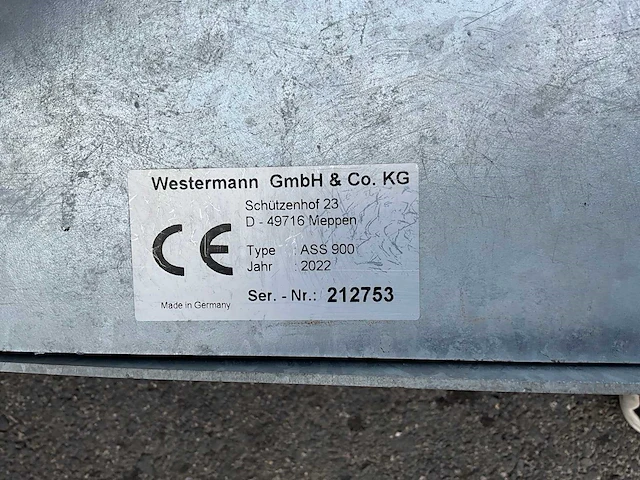 Westermann GmbH & Co. KG
Schützenhof 23
D - 49716 Meppen
CE
Type : ASS 900
Jahr : 2022
Ser. - Nr.: 212753
Made in Germany